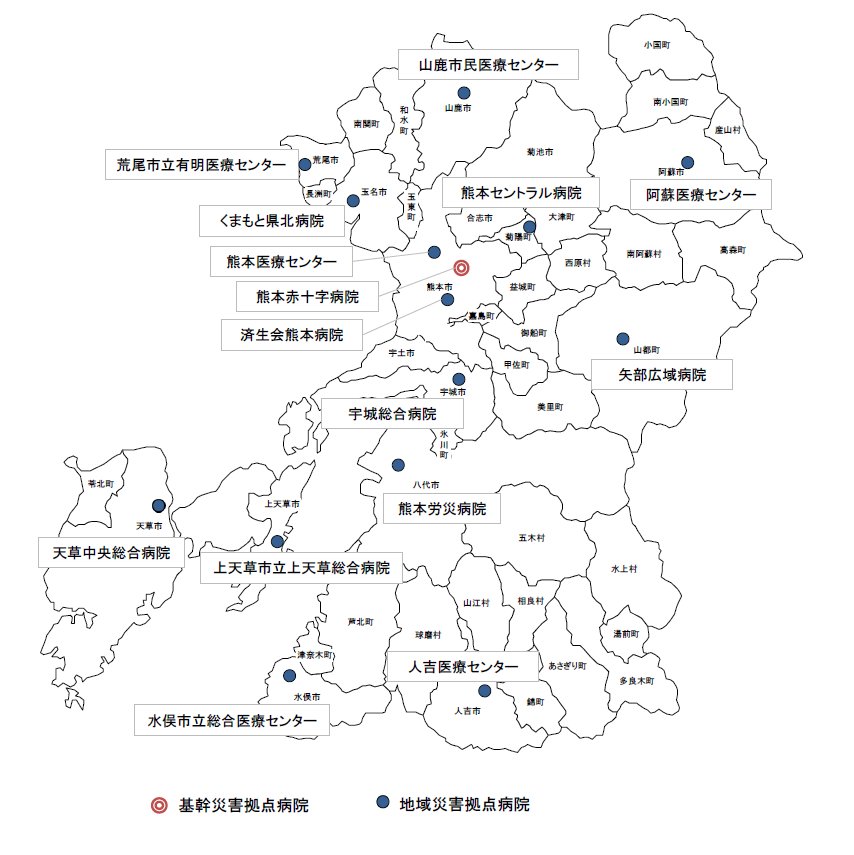 小国町
山鹿市民医療センター
南小国町
山鹿市
和水町
南関町
産山村
菊池市
荒尾市立有明医療センター
荒尾市
阿蘇市
長洲町
玉名市
玉東町
熊本セントラル病院
阿蘇医療センター
くまもと県北病院
合志市
大津町
菊陽町
熊本医療センター
西原村
南阿蘇村
高森町
熊本赤十字病院
熊本市
益城町
済生会熊本病院
嘉島町
御船町
宇土市
山都町
甲佐町
矢部広域病院
宇城市
宇城総合病院
美里町
氷川町
苓北町
八代市
上天草市
熊本労災病院
天草市
五木村
天草中央総合病院
上天草市立上天草総合病院
水上村
山江村
相良村
芦北町
球磨村
湯前町
津奈木町
人吉医療センター
あさぎり町
多良木町
水俣市
人吉市
錦町
水俣市立総合医療センター
基幹災害拠点病院
地域災害拠点病院